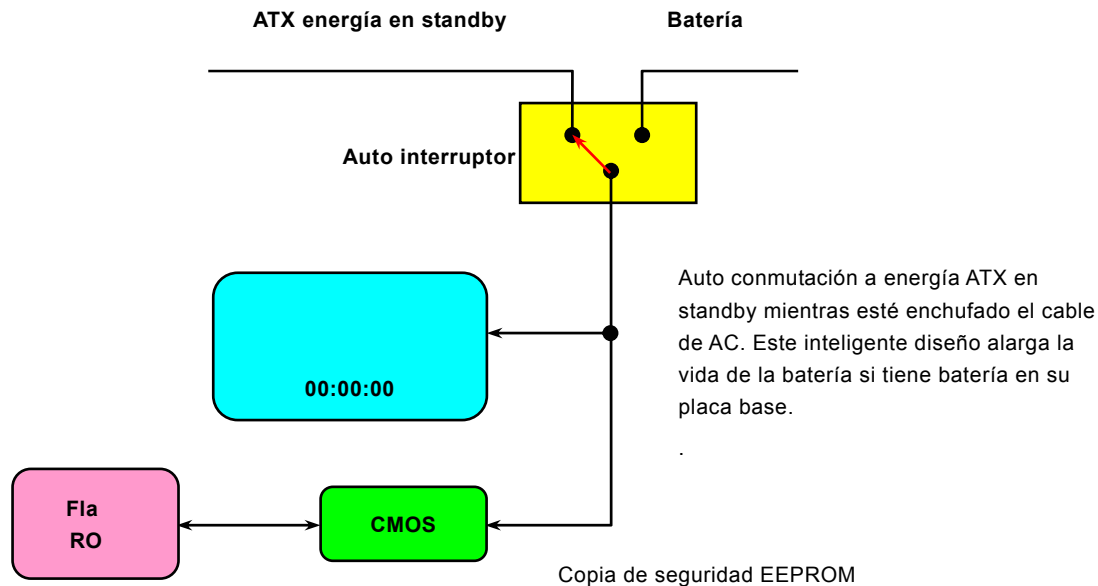 ATX energía en standby
Batería
Auto interruptor
Auto conmutación a energía ATX en
standby mientras esté enchufado el cable
de AC. Este inteligente diseño alarga la
vida de la batería si tiene batería en su
placa base.
.
00:00:00
Fla
RO
CMOS
Copia de seguridad EEPROM